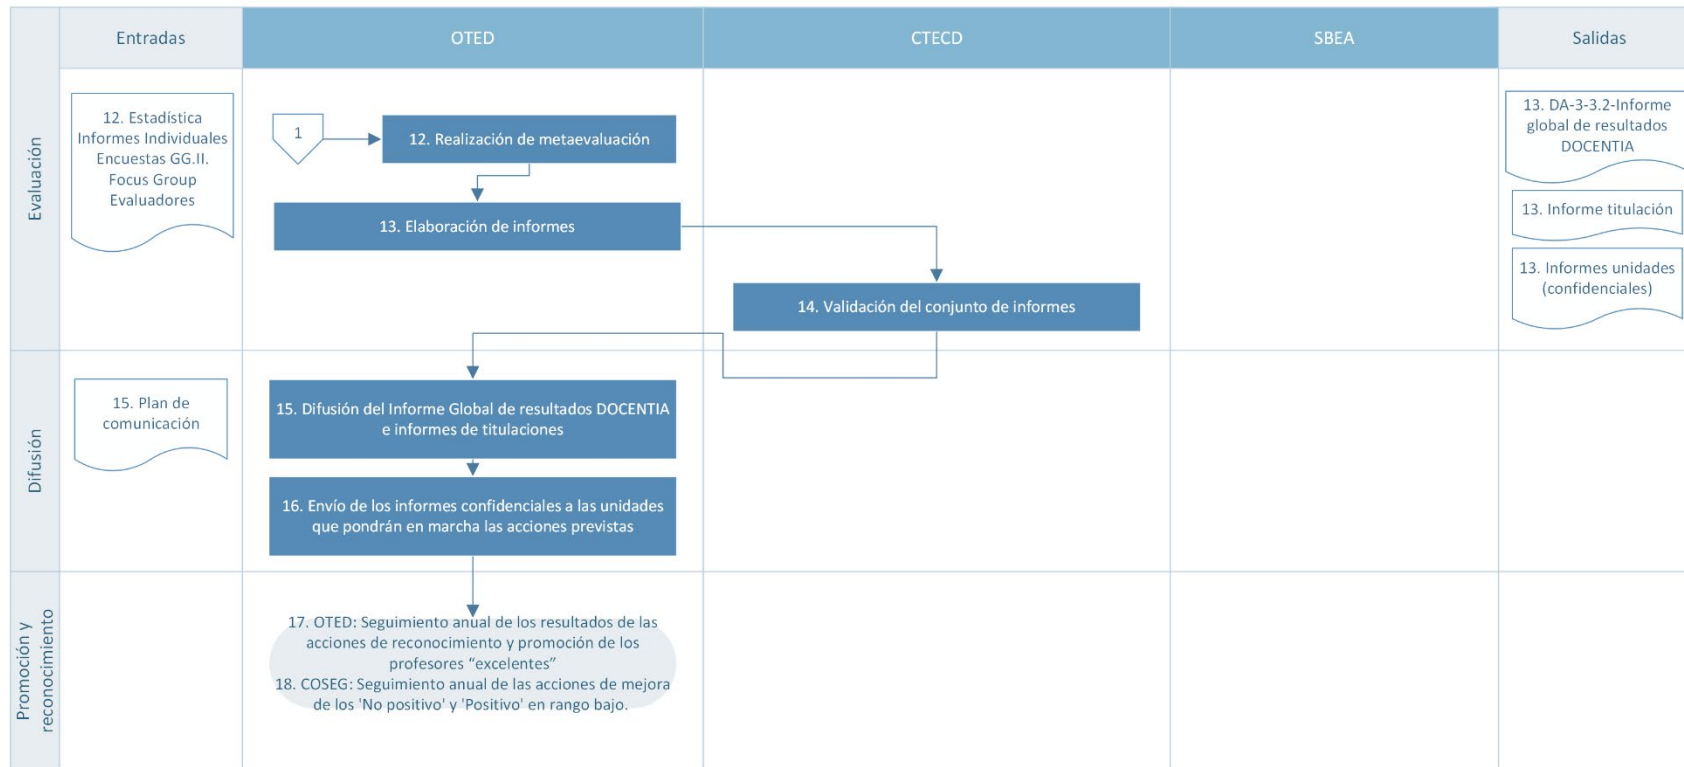 Entradas
OTED
CTECD
SBEA
Salidas
Evaluación
12. Estadística
Informes Individuales
Encuestas GG.II.
Focus Group
Evaluadores
1
12. Realización de metaevaluación
13. Elaboración de informes
14. Validación del conjunto de informes
13. DA-3-3.2-Informe
global de resultados
DOCENTIA
13. Informe titulación
13. Informes unidades
(confidenciales)
Difusión
15. Plan de
comunicación
15. Difusión del Informe Global de resultados DOCENTIA
e informes de titulaciones
16. Envío de los informes confidenciales a las unidades
que pondrán en marcha las acciones previstas
Promoción y
reconocimiento
17. OTED: Seguimiento anual de los resultados de las
acciones de reconocimiento y promoción de los
profesores “excelentes”
18. COSEG: Seguimiento anual de las acciones de mejora
de los 'No positivo' y 'Positivo' en rango bajo.